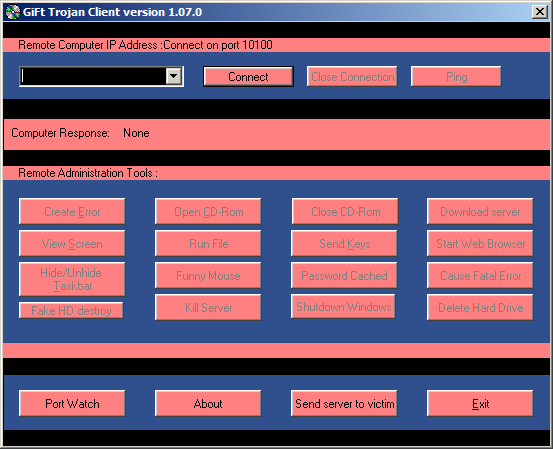 GiFt Trojan Client version 1.07.0
Remote Computer IP Address :Connect on port 10100
Connect Close Connection Ping
Computer Response: None
Remote Administration Tools :
Create Error Open CD-Rom Close CD-Rom Download server
View Screen Run File Send Keys Start Web Browser
Hide/Unhide
Taskbar Funny Mouse Password Cached Cause Fatal Error
Fake HD destroy Kill Server Shutdown Windows Delete Hard Drive
Port Watch About Send server to victim Exit